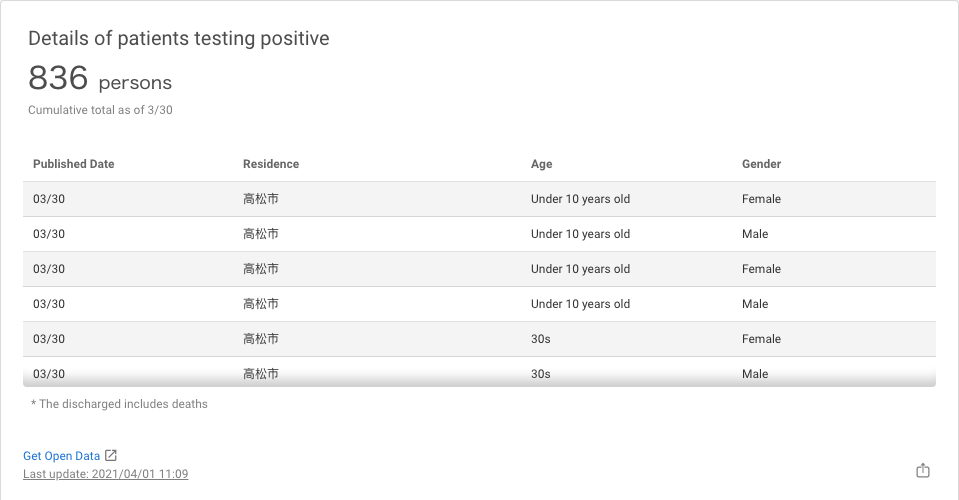 Details of patients testing positive
836 persons
Cumulative total as of 3/30
Published Date Residence Age Gender
03/30 高松市 Under 10 years old Female
03/30 高松市 Under 10 years old Male
03/30 高松市 Under 10 years old Female
03/30 高松市 Under 10 years old Male
03/30 高松市 30s Female
03/30 高松市 30s Male
* The discharged includes deaths
Get Open Data
Last update: 2021/04/01 11:09